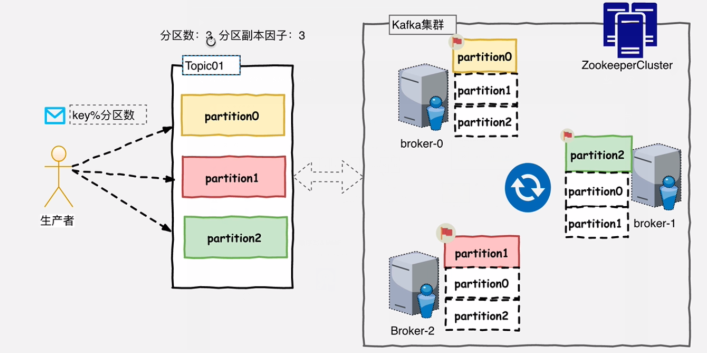 分区数：3 分区副本因子：3
Kafka集群
ZookeeperCluster
Topic01
key%分区数
生产者
partition0
partition1
partition2
partition0
partition1
partition2
broker-0
partition2
partition0
partition1
broker-1
partition1
partition0
partition2
Broker-2